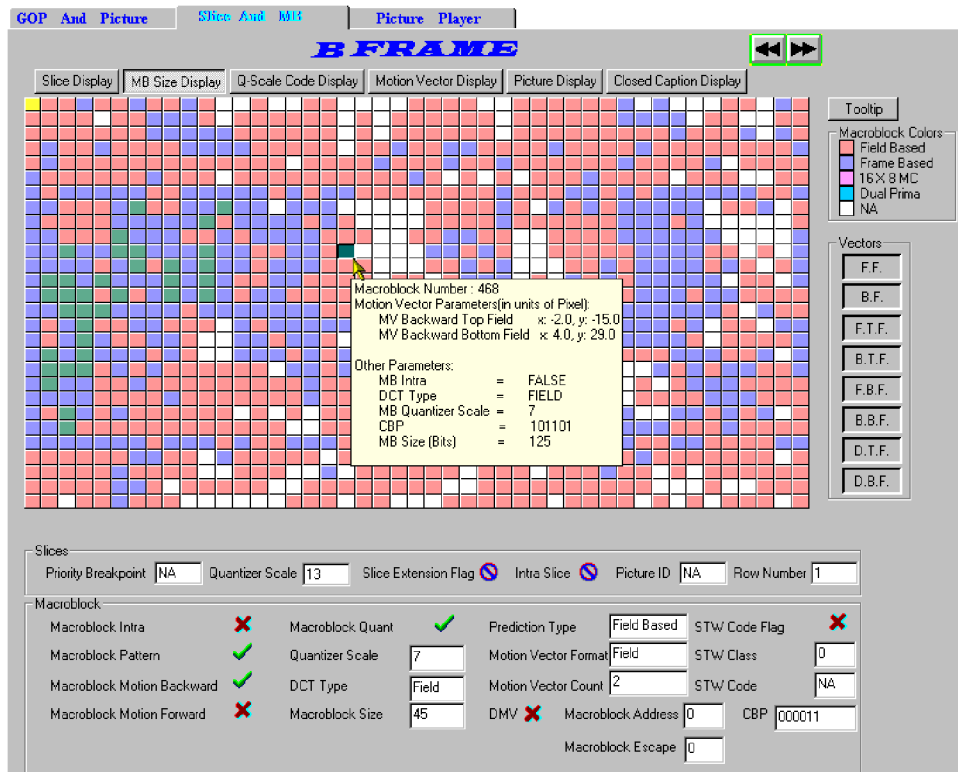 GOP And Picture Slice And MB Picture Player
B FRAME
Slice Display MB Size Display Q-Scale Code Display Motion Vector Display Picture Display Closed Caption Display
Tooltip
Macroblock Colors
Field Based
Frame Based
16 X 8 MC
Dual Prima
NA
Vectors
F.F.
B.F.
F.T.F.
B.T.F.
F.B.F.
B.B.F.
D.T.F.
D.B.F.
Macroblock Number : 468
Motion Vector Parameters(in units of Pixel):
MV Backward Top Field x: -2.0, y: -15.0
MV Backward Bottom Field x: 4.0, y: 29.0
Other Parameters:
MB Intra = FALSE
DCT Type = FIELD
MB Quantizer Scale = 7
CBP = 101101
MB Size (Bits) = 125
Slices
Priority Breakpoint NA Quantizer Scale 13 Slice Extension Flag Intra Slice Picture ID NA Row Number 1
Macroblock
Macroblock Intra Macroblock Quant Prediction Type Field Based STW Code Flag
Macroblock Pattern Quantizer Scale 7 Motion Vector Format Field STW Class 0
Macroblock Motion Backward DCT Type Field Motion Vector Count 2 STW Code NA
Macroblock Motion Forward Macroblock Size 45 DMV Macroblock Address 0 CBP 000011
Macroblock Escape 0